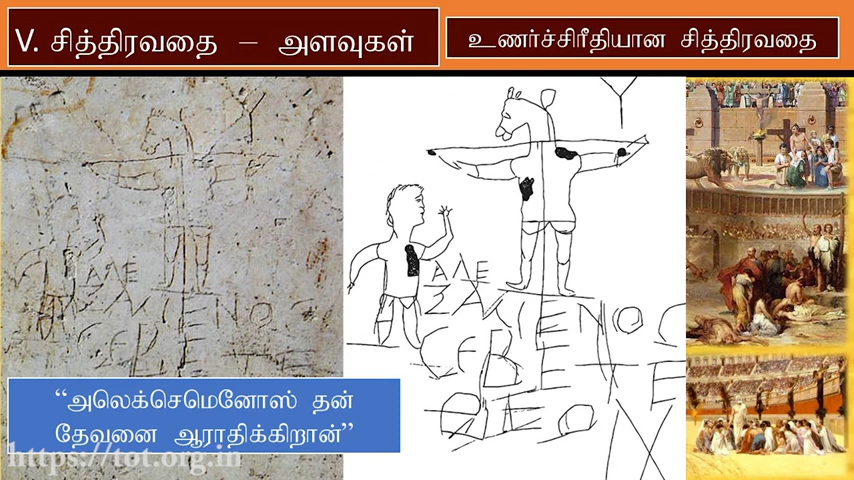 V. சித்திரவதை – அளவுகள்
உணர்ச்சிரீதியான சித்திரவதை
ΑΛΕ
ΞΑΜΕΝΟϹ
ϹΕΒΕΤΕ
ΘΕΟΝ
“அலெக்செமெனோஸ் தன்
தேவனை ஆராதிக்கிறான்”
https://tot.org.in